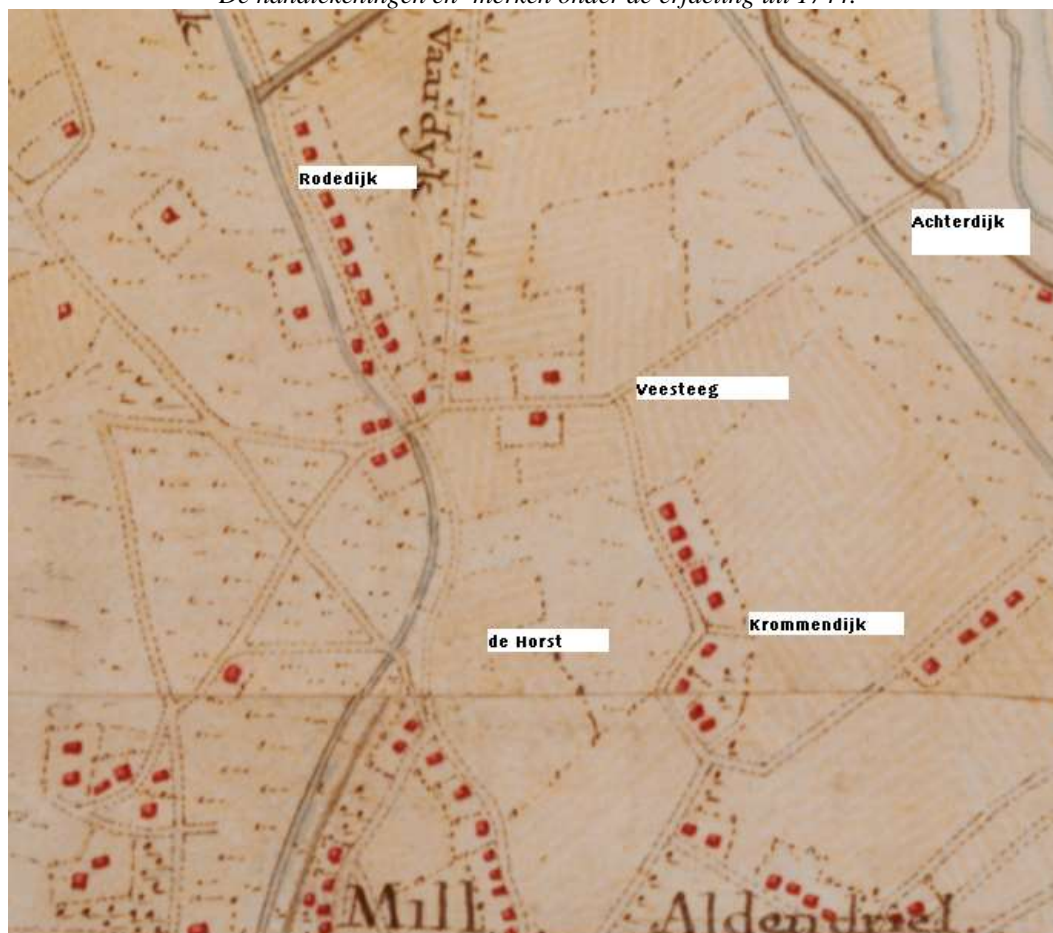 De handtekeningen en -merken onder de erfdeling uit 1744.
k.
Vaardyk
Rodedijk
Achterdijk
Veesteeg
Krommendijk
de Horst
Mill
Aldendriel